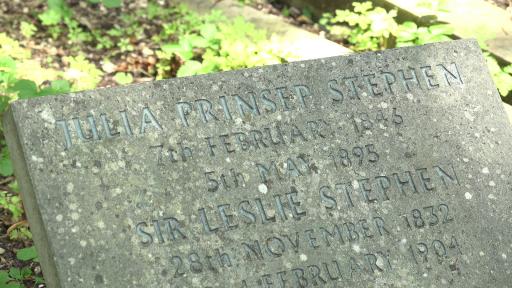 JULIA PRINSEP STEPHEN
7th FEBRUARY 1846
5th MAY 1895
SIR LESLIE STEPHEN
28th NOVEMBER 1832
FEBRUARY 1904